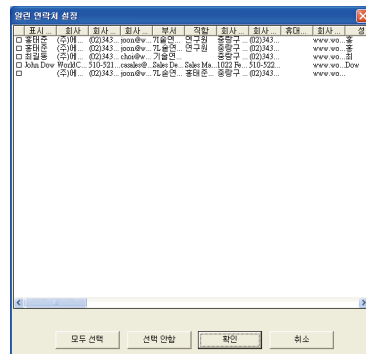 열린 연락처 설정
표시 ... 회사 회사 ... 회사 ... 부서 직함 회사 ... 회사 ... 휴대... 회사 ... 성
홍태준 (주)에... (02)343... joon@w... 기술연... 연구원 중랑구 ... (02)343... www.wo... 홍
홍태준 (주)에... (02)343... joon@w... 7L술연... 연구원 중랑구 ... (02)343... www.wo... 홍
최길동 (주)에... (02)343... choi@w... 기술연... 중랑구 ... (02)343... www.wo... 최
John Dow WorldC... 510-521... casales@... Sales De... Sales Ma... 1022 Fe... 510-522... www.wo... Dow
(주)에... (02)343... joon@w... 7L술연... 홍태준... 중랑구 ... (02)343... www.wo...
모두 선택 선택 안함 확인 취소